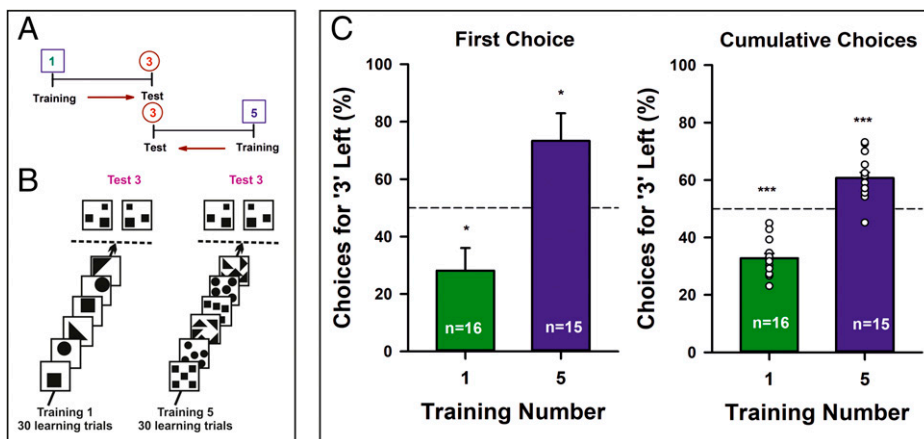 A
1
3
Training
Test
3
5
Test
Training
B
Test 3
Test 3
Training 1
30 learning trials
Training 5
30 learning trials
C
First Choice
Choices for '3' Left (%)
100
80
60
40
20
0
*
*
n=16
n=15
1
5
Training Number
Cumulative Choices
Choices for '3' Left (%)
100
80
60
40
20
0
***
***
n=16
n=15
1
5
Training Number